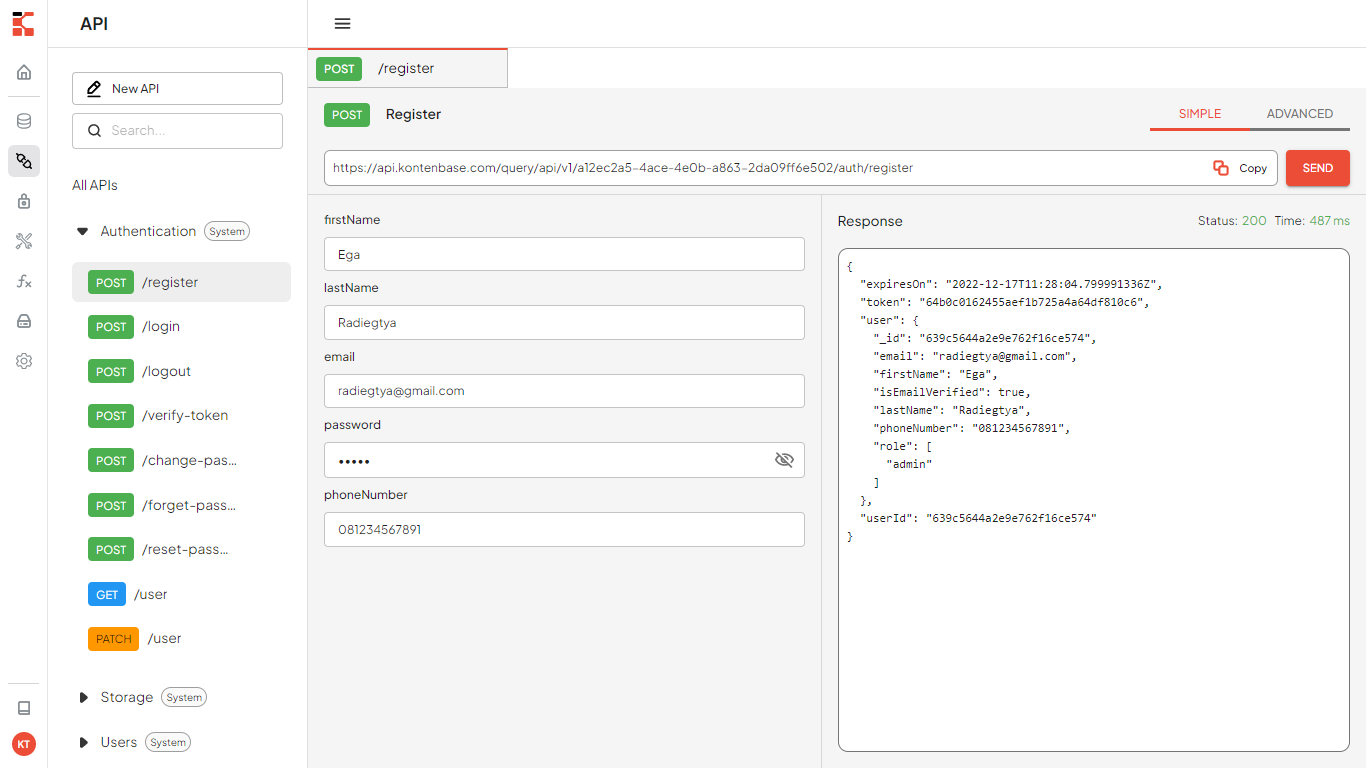 API
New API
Search...
All APIs
Authentication System
POST /register
POST /login
POST /logout
POST /verify-token
POST /change-pas...
POST /forget-pass...
POST /reset-pass...
GET /user
PATCH /user
Storage System
Users System
KT
POST /register
POST Register
SIMPLE ADVANCED
https://api.kontenbase.com/query/api/v1/a12ec2a5-4ace-4e0b-a863-2da09ff6e502/auth/register Copy SEND
firstName
Ega
lastName
Radiegtya
email
radiegtya@gmail.com
password
•••••
phoneNumber
081234567891
Response Status: 200 Time: 487 ms
{
"expiresOn": "2022-12-17T11:28:04.799991336Z",
"token": "64b0c0162455aef1b725a4a64df810c6",
"user": {
"_id": "639c5644a2e9e762f16ce574",
"email": "radiegtya@gmail.com",
"firstName": "Ega",
"isEmailVerified": true,
"lastName": "Radiegtya",
"phoneNumber": "081234567891",
"role": [
"admin"
]
},
"userId": "639c5644a2e9e762f16ce574"
}